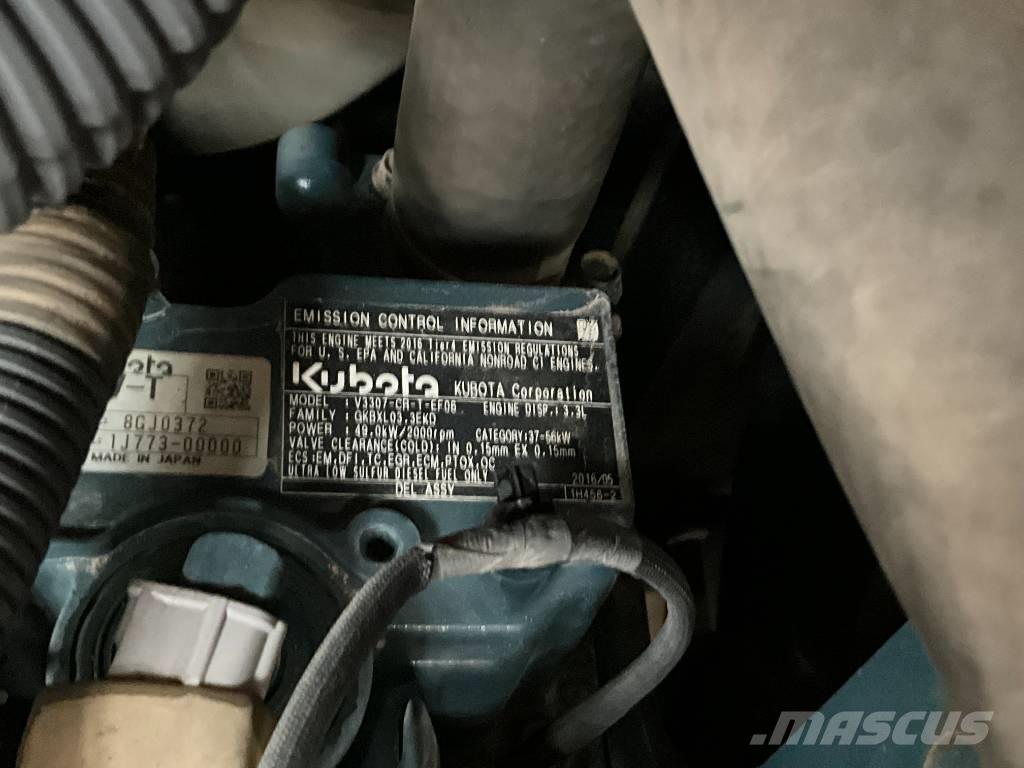 EMISSION CONTROL INFORMATION
THIS ENGINE MEETS 2016 Tier4 EMISSION REGULATIONS
FOR U. S. EPA AND CALIFORNIA NONROAD CI ENGINES.
Kubota KUBOTA Corporation
MODEL : V3307-CR-T-EF06 ENGINE DISP.: 3.3L
FAMILY : GKBXL03.3EKD
POWER : 46.0kW/2000rpm CATEGORY:37=56kW
VALVE CLEARANCE(COLD): IN 0.15mm EX 0.15mm
ECS:EM,DFI,TC,EGR,ECM,PTOX,OC
ULTRA LOW SULFUR DIESEL FUEL ONLY 2016/05
DEL ASSY 1H456-2
-T
8GJ0372
1J773-00000
MADE IN JAPAN
MASCUS